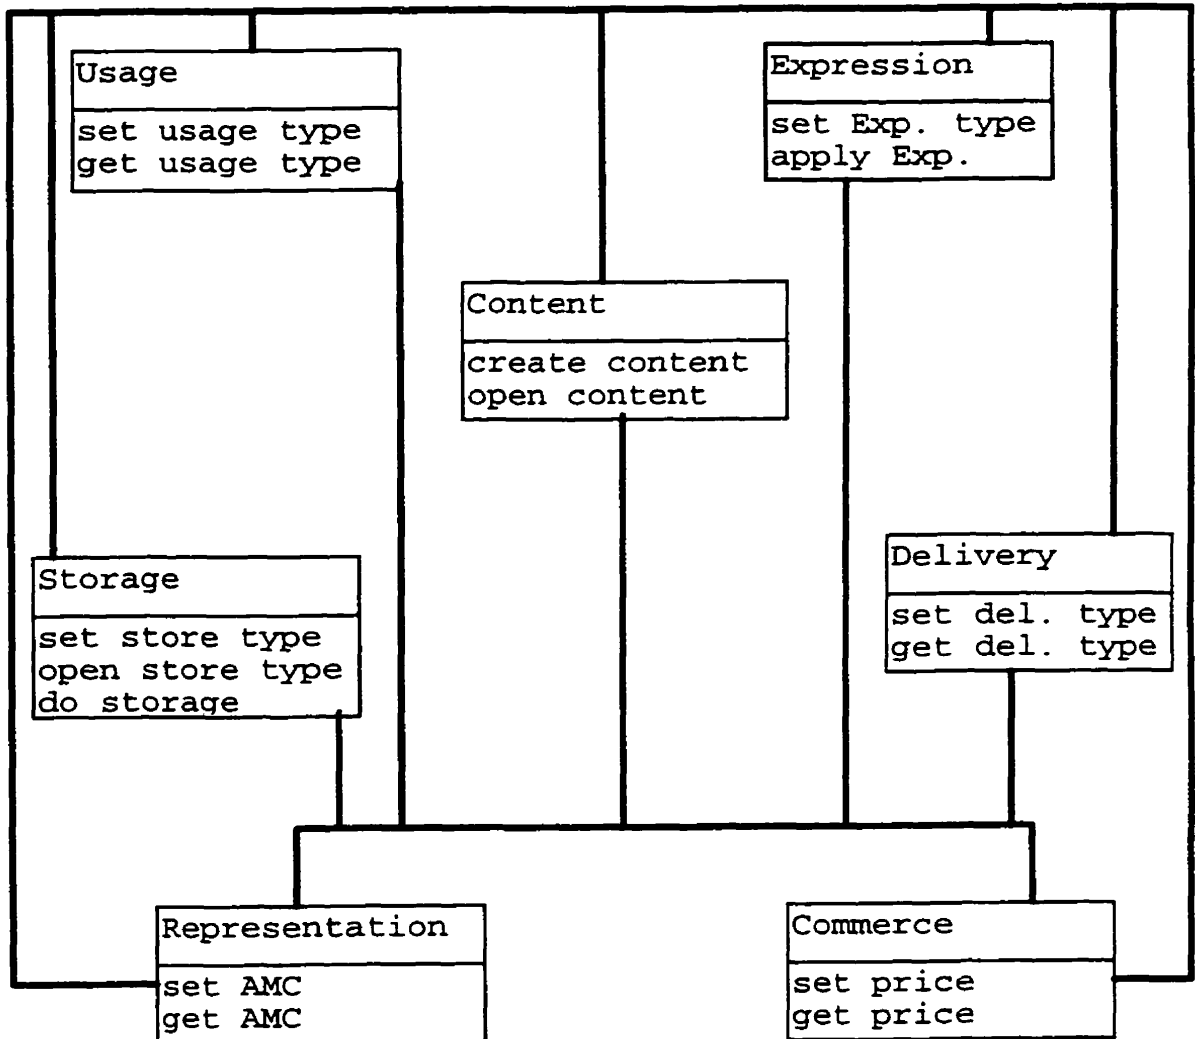 Usage
set usage type
get usage type
Expression
set Exp. type
apply Exp.
Content
create content
open content
Storage
set store type
open store type
do storage
Delivery
set del. type
get del. type
Representation
set AMC
get AMC
Commerce
set price
get price